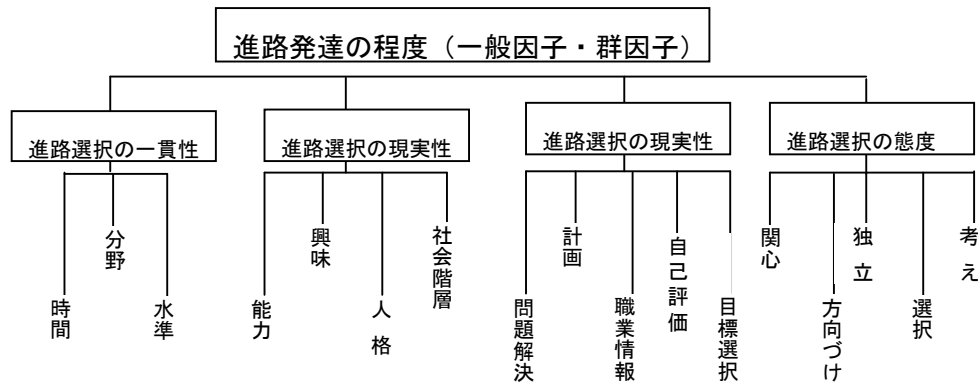 進路発達の程度（一般因子・群因子）
進路選択の一貫性
進路選択の現実性
進路選択の現実性
進路選択の態度
時間
分野
水準
能力
興味
人格
社会階層
問題解決
計画
職業情報
自己評価
目標選択
関心
方向づけ
独立
選択
考え